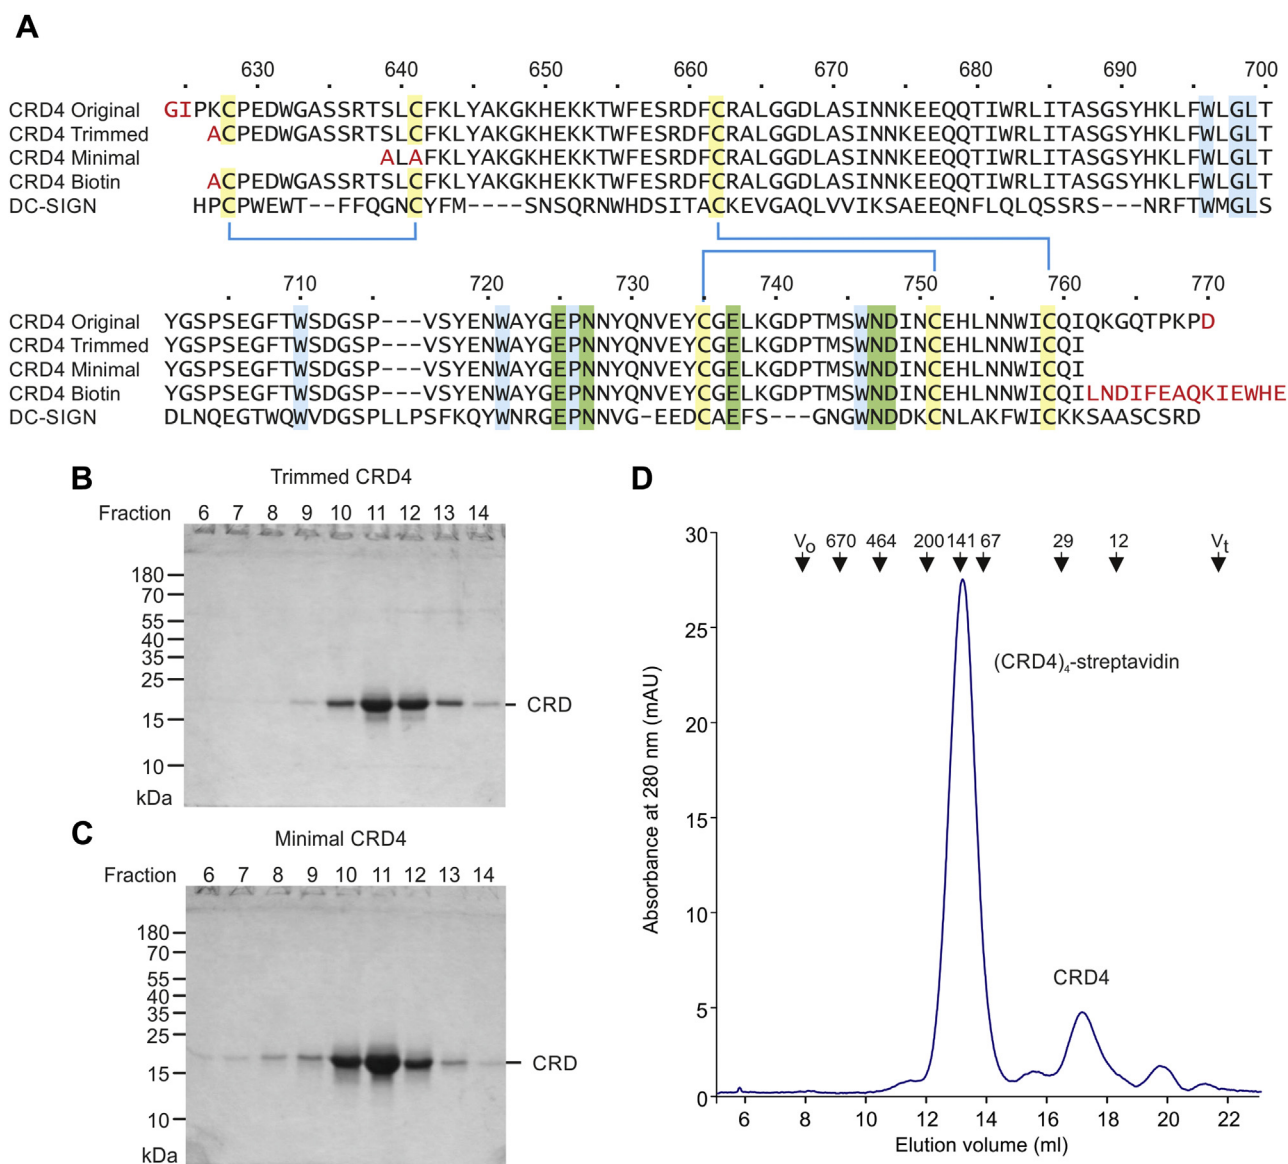 A
630 640 650 660 670 680 690 700
CRD4 Original GIPKCPEDWGASSRTSLCFKLYAKGKHEKKTWFESRDFCRALGGDLASINNKEEQQTIWRLITASGSYHKLFWLGLT
CRD4 Trimmed ACPEDWGASSRTSLCFKLYAKGKHEKKTWFESRDFCRALGGDLASINNKEEQQTIWRLITASGSYHKLFWLGLT
CRD4 Minimal ALAFKLYAKGKHEKKTWFESRDFCRALGGDLASINNKEEQQTIWRLITASGSYHKLFWLGLT
CRD4 Biotin ACPEDWGASSRTSLCFKLYAKGKHEKKTWFESRDFCRALGGDLASINNKEEQQTIWRLITASGSYHKLFWLGLT
DC-SIGN HPCPWEWT--FFQGNCYFM----SNSQRNWHDSITACKEVGAQLVVIKSAEEQNFLQLQSSRS---NRFTWMGLS
710 720 730 740 750 760 770
CRD4 Original YGSPSEGFTWSDGSP---VSYENWAYGEPNNYQNVEYCGELKGDPTMSWNDINCEHLNNWICQIQKGQTPKPD
CRD4 Trimmed YGSPSEGFTWSDGSP---VSYENWAYGEPNNYQNVEYCGELKGDPTMSWNDINCEHLNNWICQI
CRD4 Minimal YGSPSEGFTWSDGSP---VSYENWAYGEPNNYQNVEYCGELKGDPTMSWNDINCEHLNNWICQI
CRD4 Biotin YGSPSEGFTWSDGSP---VSYENWAYGEPNNYQNVEYCGELKGDPTMSWNDINCEHLNNWICQILNDIFEAQKIEWHE
DC-SIGN DLNQEGTWQWVDGSPLLPSFKQYWNRGEPNNVG-EEDCAEFS---GNGWNDDKCNLAKFWICKKSAASCSRD
B
Trimmed CRD4
Fraction 6 7 8 9 10 11 12 13 14
180
70
55
40
35
25
15
10
kDa
CRD
C
Minimal CRD4
Fraction 6 7 8 9 10 11 12 13 14
180
70
55
40
35
25
15
10
kDa
CRD
D
Vo 670 464 200 141 67 29 12 Vt
30
25
20
15
10
5
0
Absorbance at 280 nm (mAU)
(CRD4)4-streptavidin
CRD4
6 8 10 12 14 16 18 20 22
Elution volume (ml)